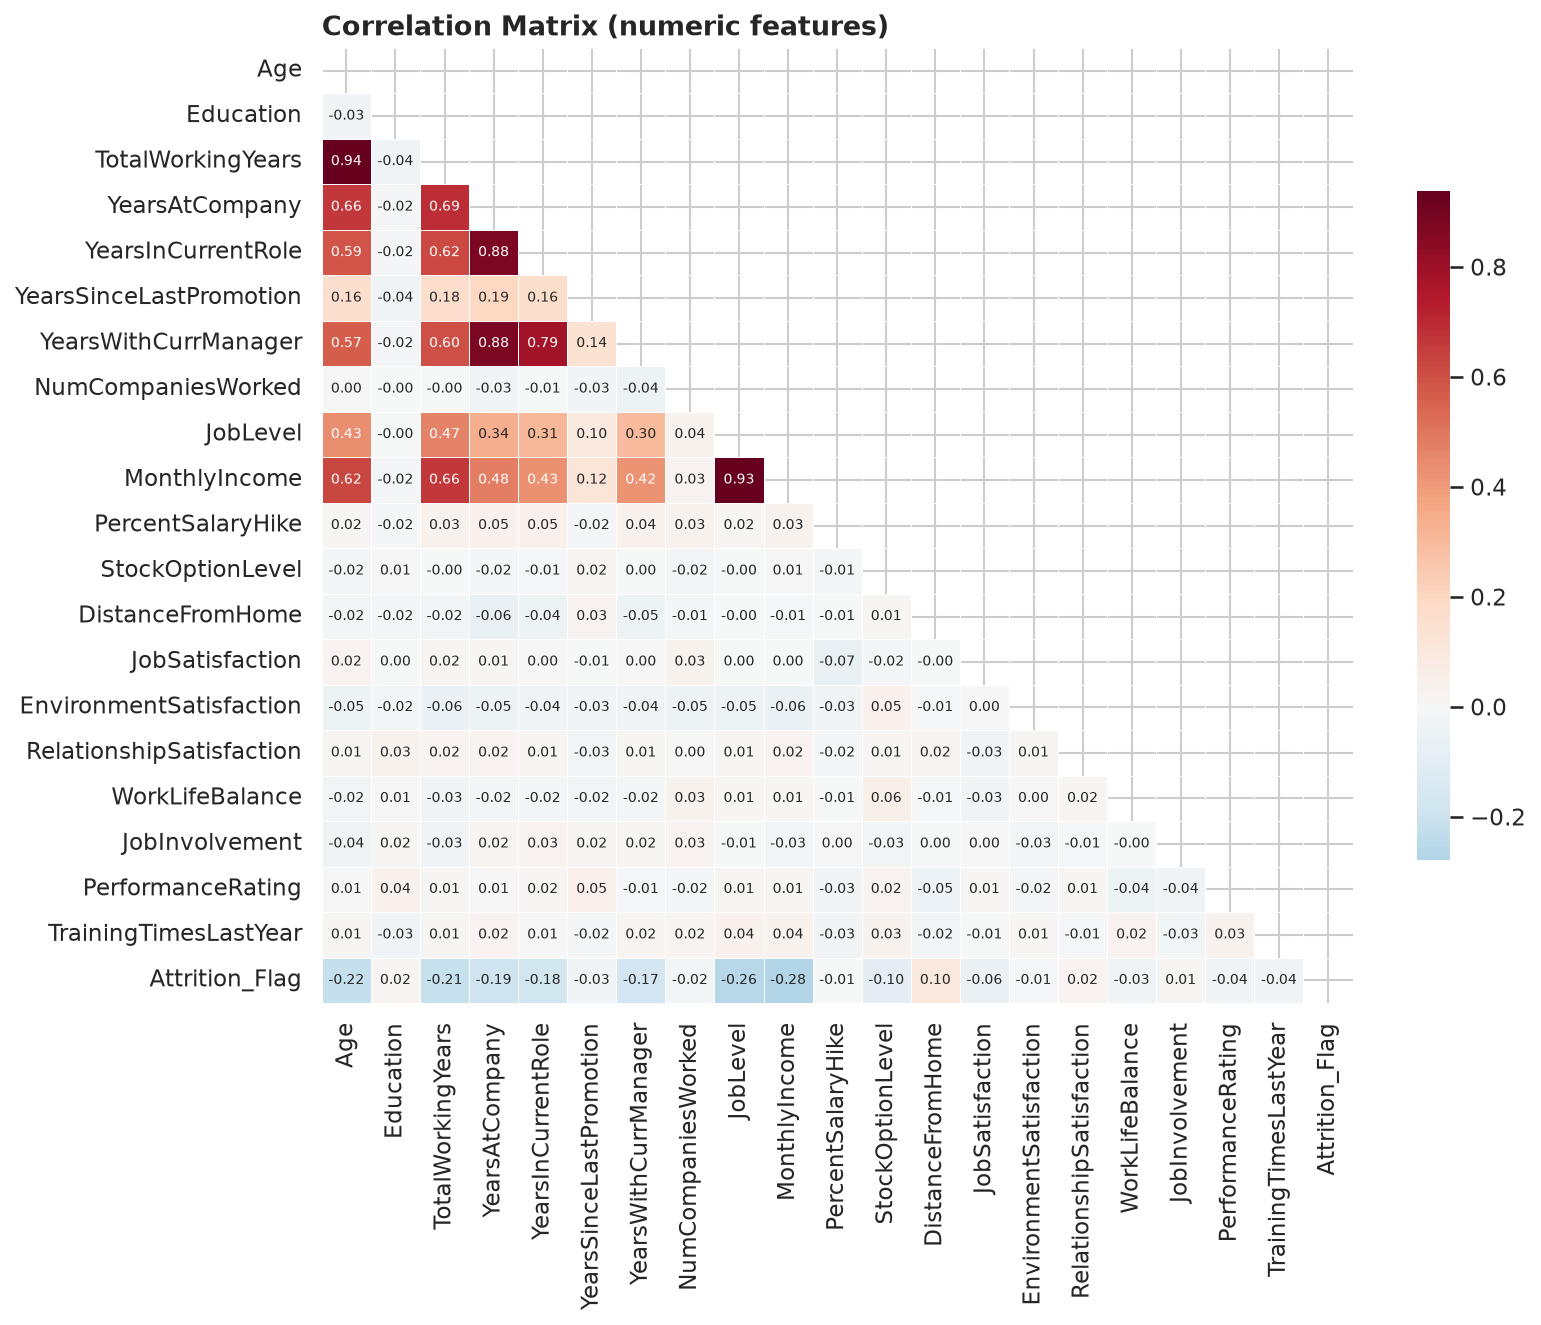 Correlation Matrix (numeric features)
Age
Education -0.03
TotalWorkingYears 0.94 -0.04
YearsAtCompany 0.66 -0.02 0.69
YearsInCurrentRole 0.59 -0.02 0.62 0.88
YearsSinceLastPromotion 0.16 -0.04 0.18 0.19 0.16
YearsWithCurrManager 0.57 -0.02 0.60 0.88 0.79 0.14
NumCompaniesWorked 0.00 -0.00 -0.00 -0.03 -0.01 -0.03 -0.04
JobLevel 0.43 -0.00 0.47 0.34 0.31 0.10 0.30 0.04
MonthlyIncome 0.62 -0.02 0.66 0.48 0.43 0.12 0.42 0.03 0.93
PercentSalaryHike 0.02 -0.02 0.03 0.05 0.05 -0.02 0.04 0.03 0.02 0.03
StockOptionLevel -0.02 0.01 -0.00 -0.02 -0.01 0.02 0.00 -0.02 -0.00 0.01 -0.01
DistanceFromHome -0.02 -0.02 -0.02 -0.06 -0.04 0.03 -0.05 -0.01 -0.00 -0.01 -0.01 0.01
JobSatisfaction 0.02 0.00 0.02 0.01 0.00 -0.01 0.00 0.03 0.00 0.00 -0.07 -0.02 -0.00
EnvironmentSatisfaction -0.05 -0.02 -0.06 -0.05 -0.04 -0.03 -0.04 -0.05 -0.05 -0.06 -0.03 0.05 -0.01 0.00
RelationshipSatisfaction 0.01 0.03 0.02 0.02 0.01 -0.03 0.01 0.00 0.01 0.02 -0.02 0.01 0.02 -0.03 0.01
WorkLifeBalance -0.02 0.01 -0.03 -0.02 -0.02 -0.02 -0.02 0.03 0.01 0.01 -0.01 0.06 -0.01 -0.03 0.00 0.02
JobInvolvement -0.04 0.02 -0.03 0.02 0.03 0.02 0.02 0.03 -0.01 -0.03 0.00 -0.03 0.00 0.00 -0.03 -0.01 -0.00
PerformanceRating 0.01 0.04 0.01 0.01 0.02 0.05 -0.01 -0.02 0.01 0.01 -0.03 0.02 -0.05 0.01 -0.02 0.01 -0.04 -0.04
TrainingTimesLastYear 0.01 -0.03 0.01 0.02 0.01 -0.02 0.02 0.02 0.04 0.04 -0.03 0.03 -0.02 -0.01 0.01 -0.01 0.02 -0.03 0.03
Attrition_Flag -0.22 0.02 -0.21 -0.19 -0.18 -0.03 -0.17 -0.02 -0.26 -0.28 -0.01 -0.10 0.10 -0.06 -0.01 0.02 -0.03 0.01 -0.04 -0.04
Age
Education
TotalWorkingYears
YearsAtCompany
YearsInCurrentRole
YearsSinceLastPromotion
YearsWithCurrManager
NumCompaniesWorked
JobLevel
MonthlyIncome
PercentSalaryHike
StockOptionLevel
DistanceFromHome
JobSatisfaction
EnvironmentSatisfaction
RelationshipSatisfaction
WorkLifeBalance
JobInvolvement
PerformanceRating
TrainingTimesLastYear
Attrition_Flag
0.8
0.6
0.4
0.2
0.0
−0.2